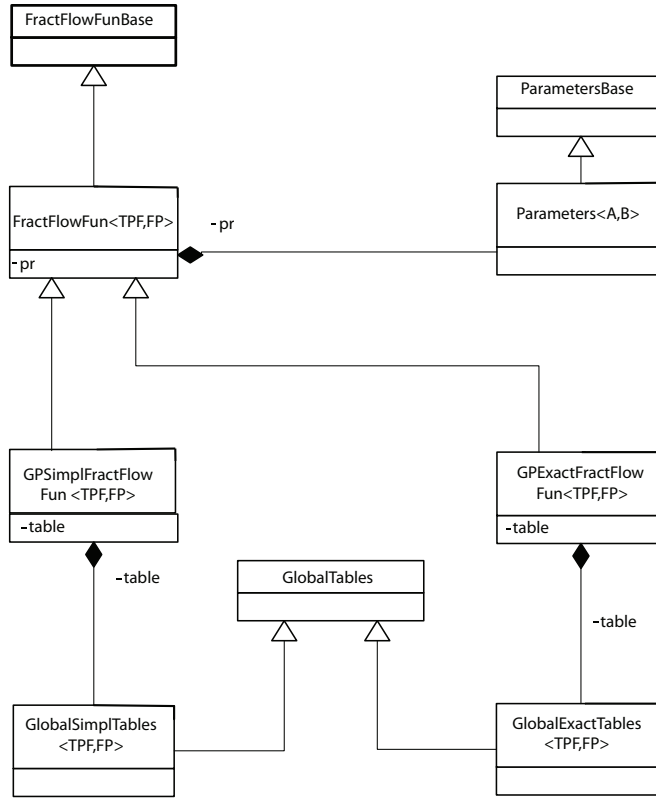 FractFlowFunBase
ParametersBase
FractFlowFun<TPF,FP>
-pr
Parameters<A,B>
-pr
GPSimplFractFlow
Fun <TPF,FP>
-table
GPExactFractFlow
Fun<TPF,FP>
-table
-table
GlobalTables
-table
GlobalSimplTables
<TPF,FP>
GlobalExactTables
<TPF,FP>